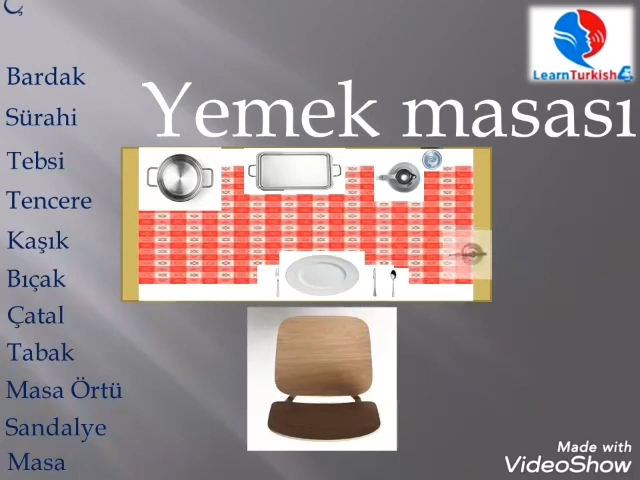 LearnTurkish
Yemek masası
Bardak
Sürahi
Tebsi
Tencere
Kaşık
Bıçak
Çatal
Tabak
Masa Örtü
Sandalye
Masa
Made with
VideoShow